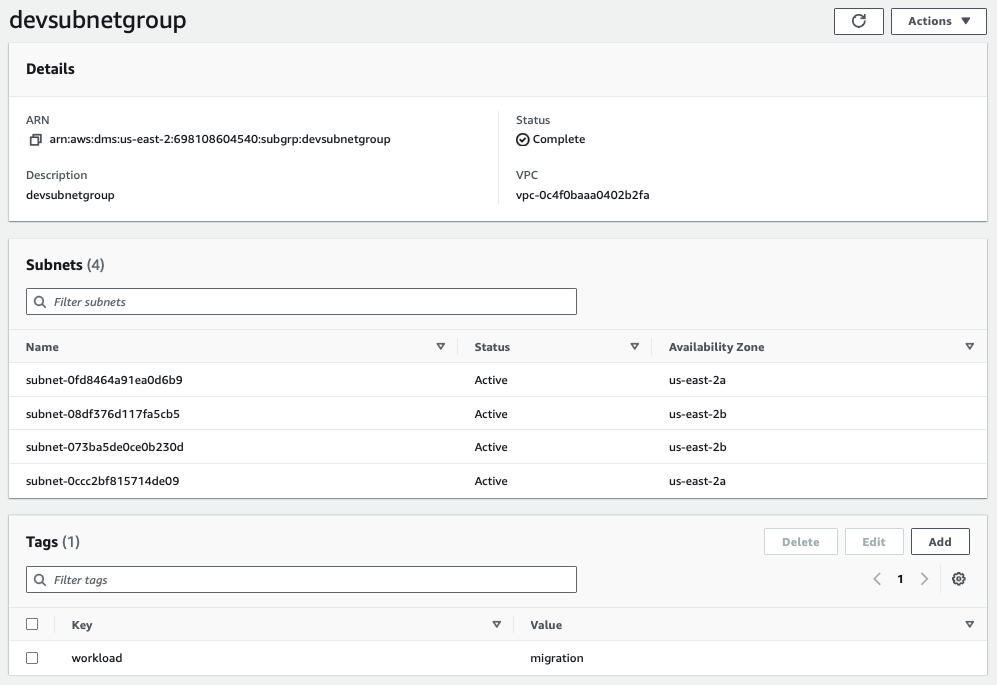 devsubnetgroup
Actions
Details
ARN
arn:aws:dms:us-east-2:698108604540:subgrp:devsubnetgroup
Status
Complete
Description
devsubnetgroup
VPC
vpc-0c4f0baaa0402b2fa
Subnets (4)
Filter subnets
Name Status Availability Zone
subnet-0fd8464a91ea0d6b9 Active us-east-2a
subnet-08df376d117fa5cb5 Active us-east-2b
subnet-073ba5de0ce0b230d Active us-east-2b
subnet-0ccc2bf815714de09 Active us-east-2a
Tags (1)
Delete Edit Add
Filter tags
1
Key Value
workload migration